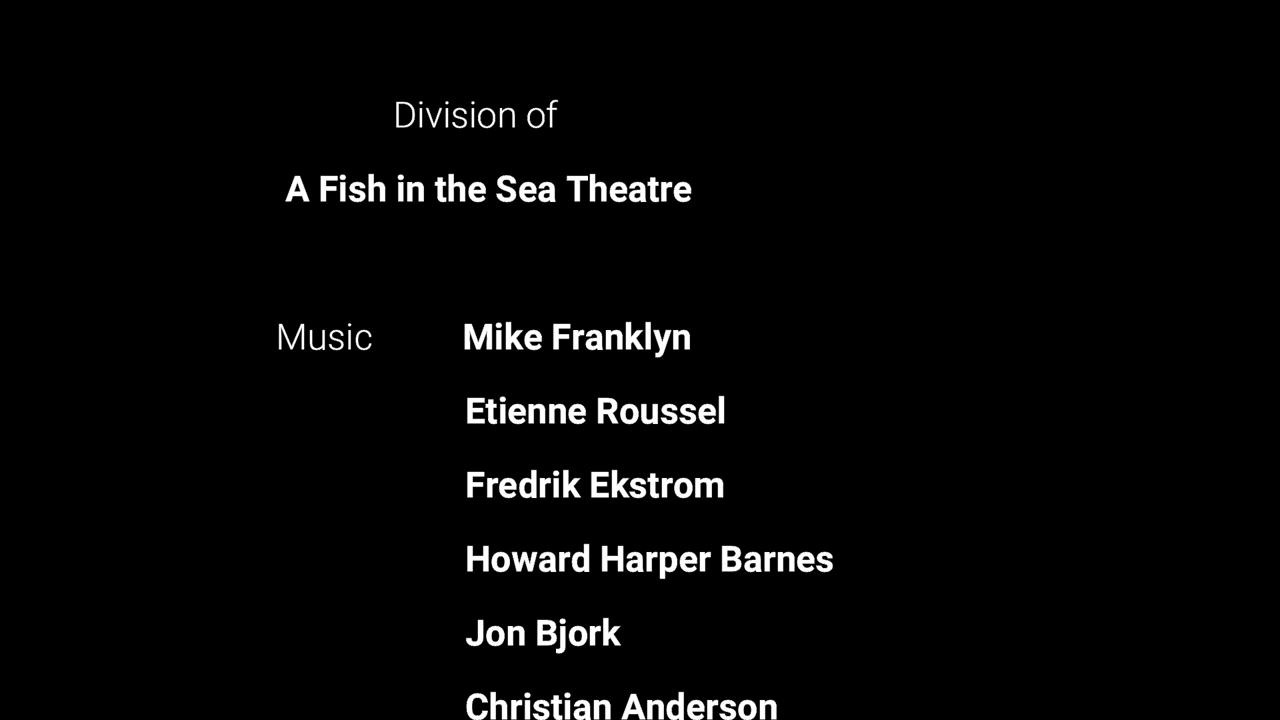 Division of
A Fish in the Sea Theatre
Music Mike Franklyn
Etienne Roussel
Fredrik Ekstrom
Howard Harper Barnes
Jon Bjork
Christian Anderson